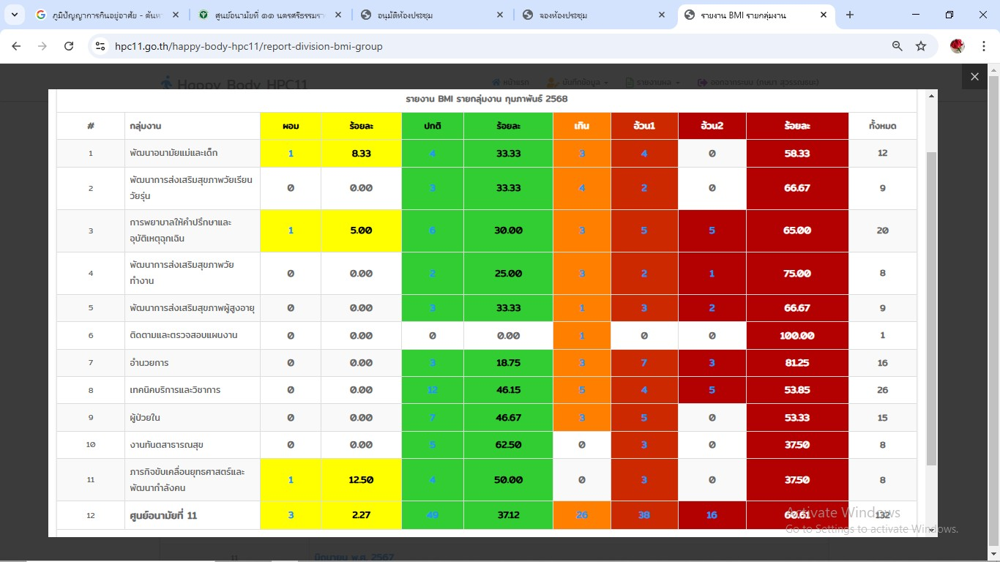 ภูมิปัญญาการกินอยู่อาศัย - ค้นห
ศูนย์อนามัยที่ ๑๑ นครศรีธรรมรา
อนุมัติห้องประชุม
จองห้องประชุม
รายงาน BMI รายกลุ่มงาน
hpc11.go.th/happy-body-hpc11/report-division-bmi-group
Happy Body HPC11
หน้าแรก
บันทึกข้อมูล
รายงานผล
รายงาน BMI รายกลุ่มงาน กุมภาพันธ์ 2568
# กลุ่มงาน ผอม ร้อยละ ปกติ ร้อยละ เกิน อ้วน1 อ้วน2 ร้อยละ ทั้งหมด
1 พัฒนาอนามัยแม่และเด็ก 1 8.33 4 33.33 3 4 0 58.33 12
พัฒนาการส่งเสริมสุขภาพวัยเรียน
2 วัยรุ่น 0 0.00 3 33.33 4 2 0 66.67 9
การพยาบาลให้คำปรึกษาและ
3 อุบัติเหตุฉุกเฉิน 1 5.00 6 30.00 3 5 5 65.00 20
พัฒนาการส่งเสริมสุขภาพวัย
4 ทำงาน 0 0.00 2 25.00 3 2 1 75.00 8
5 พัฒนาการส่งเสริมสุขภาพผู้สูงอายุ 0 0.00 3 33.33 1 3 2 66.67 9
6 ติดตามและตรวจสอบแผนงาน 0 0.00 0 0.00 1 0 0 100.00 1
7 อำนวยการ 0 0.00 3 18.75 3 7 3 81.25 16
8 เทคนิคบริการและวิชาการ 0 0.00 12 46.15 5 4 5 53.85 26
9 ผู้ป่วยใน 0 0.00 7 46.67 3 5 0 53.33 15
10 งานทันตสาธารณสุข 0 0.00 5 62.50 0 3 0 37.50 8
ภารกิจขับเคลื่อนยุทธศาสตร์และ
11 พัฒนากำลังคน 1 12.50 4 50.00 0 3 0 37.50 8
12 ศูนย์อนามัยที่ 11 3 2.27 49 37.12 26 38 16 60.61 132
Activate Windows
Go to Settings to activate Windows.
มิถุนายน พ.ศ. 2567